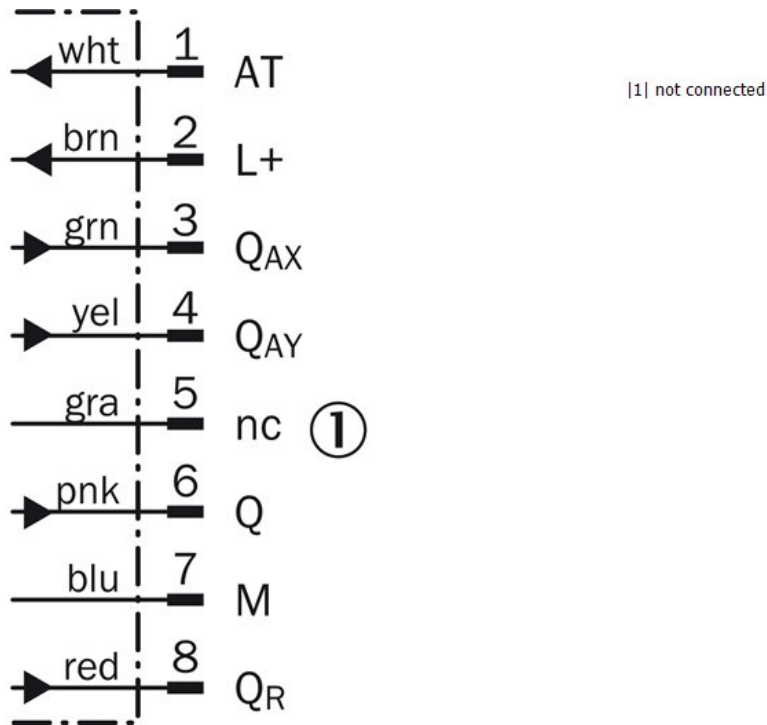 wht 1 AT
|1| not connected
brn 2 L+
grn 3 QAX
yel 4 QAY
gra 5 nc ①
pnk 6 Q
blu 7 M
red 8 QR